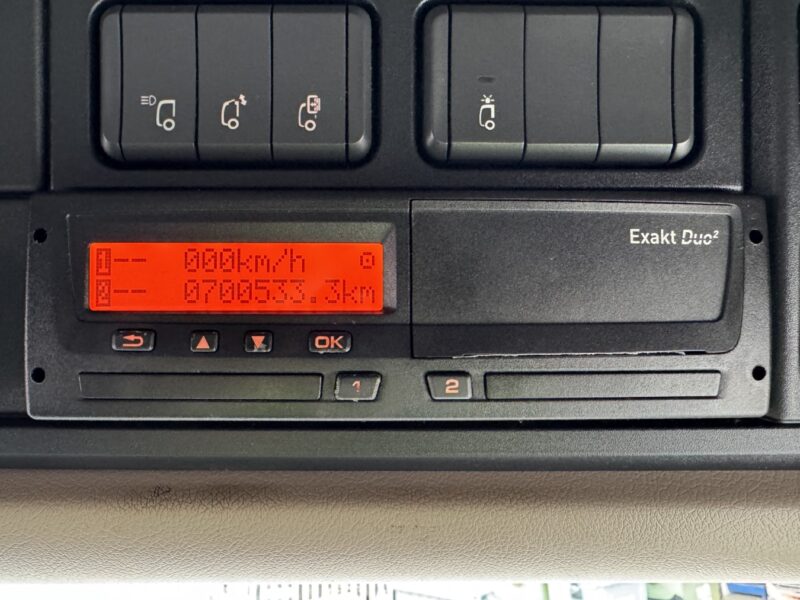 Exakt Duo²
1-- 000km/h
2-- 0700533.3km
OK
1 2